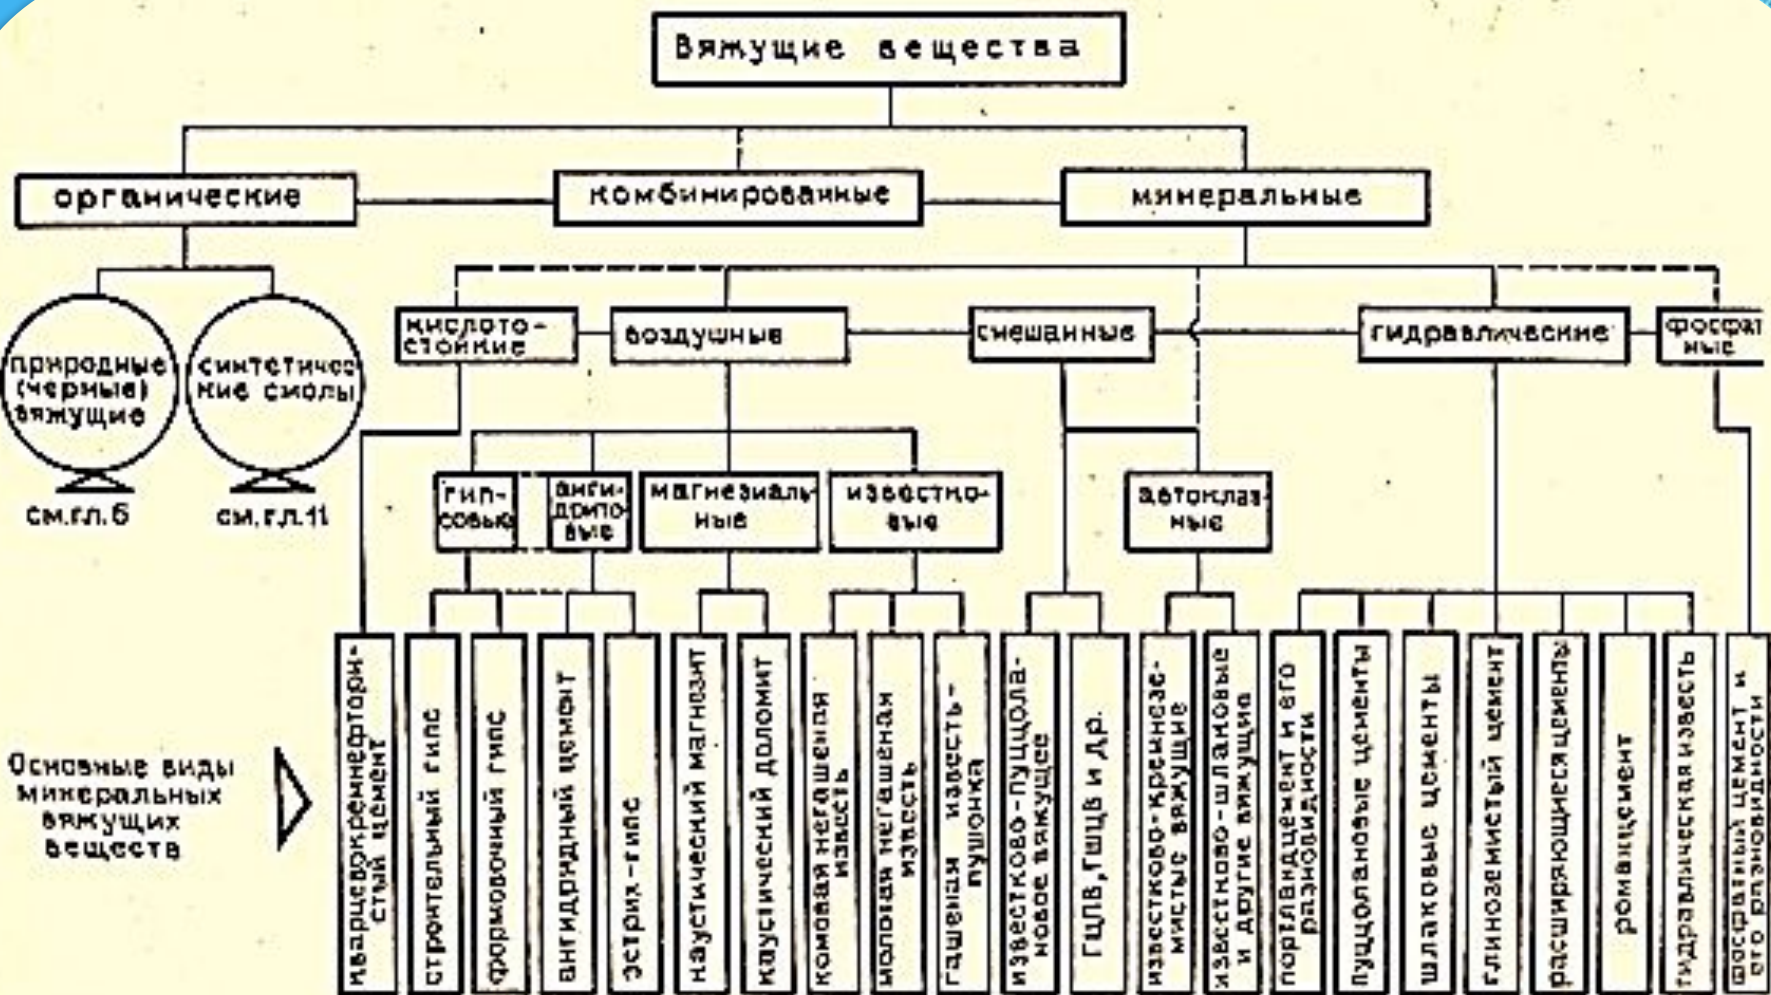 Вяжущие вещества
органические
комбинированные
минеральные
кислото-
стойкие
воздушные
смешанные
гидравлические
фосфат
ные
природные
(черные)
вяжущие
синтетичес
кие смолы
см.гл.6
см.гл.11
гип-
совые
анги-
дрито-
вые
магнезиаль-
ные
известко-
вые
автоклав-
ные
Основные виды
минеральных
вяжущих
веществ
кварцевокремнефтори-
стый цемент
строительный гипс
формовочный гипс
ангидридный цемент
эстрих-гипс
каустический магнезит
каустический доломит
комовая негашеная
известь
молотая негашеная
известь
гашеная известь-
пушонка
известково-пуццола-
новое вяжущее
ГЦПВ, ГШЦВ и др.
известково-кремнезе-
мистые вяжущие
известково-шлаковые
и другие вяжущие
портландцемент и его
разновидности
пуццолановые цементы
шлаковые цементы
глиноземистый цемент
расширяющиеся цементы
романцемент
гидравлическая известь
фосфатный цемент и
его разновидности